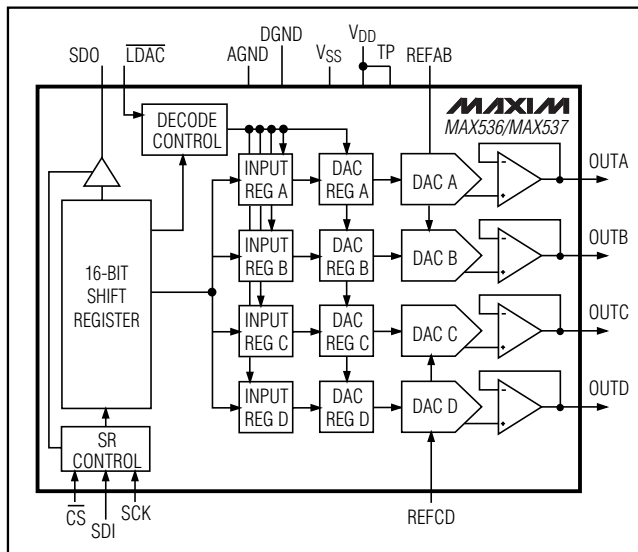 DGND
SDO LDAC AGND VSS VDD TP REFAB
MAXIM
MAX536/MAX537
DECODE
CONTROL
INPUT
REG A
DAC
REG A
DAC A
OUTA
INPUT
REG B
DAC
REG B
DAC B
OUTB
16-BIT
SHIFT
REGISTER
INPUT
REG C
DAC
REG C
DAC C
OUTC
INPUT
REG D
DAC
REG D
DAC D
OUTD
SR
CONTROL
CS
SDI
SCK
REFCD
- + - + - + - +